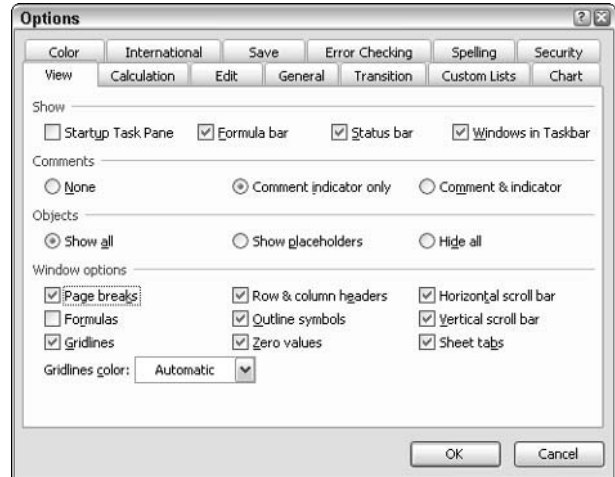 Options
Color International Save Error Checking Spelling Security
View Calculation Edit General Transition Custom Lists Chart
Show
Startup Task Pane Formula bar Status bar Windows in Taskbar
Comments
None Comment indicator only Comment & indicator
Objects
Show all Show placeholders Hide all
Window options
Page breaks Row & column headers Horizontal scroll bar
Formulas Outline symbols Vertical scroll bar
Gridlines Zero values Sheet tabs
Gridlines color: Automatic
OK Cancel